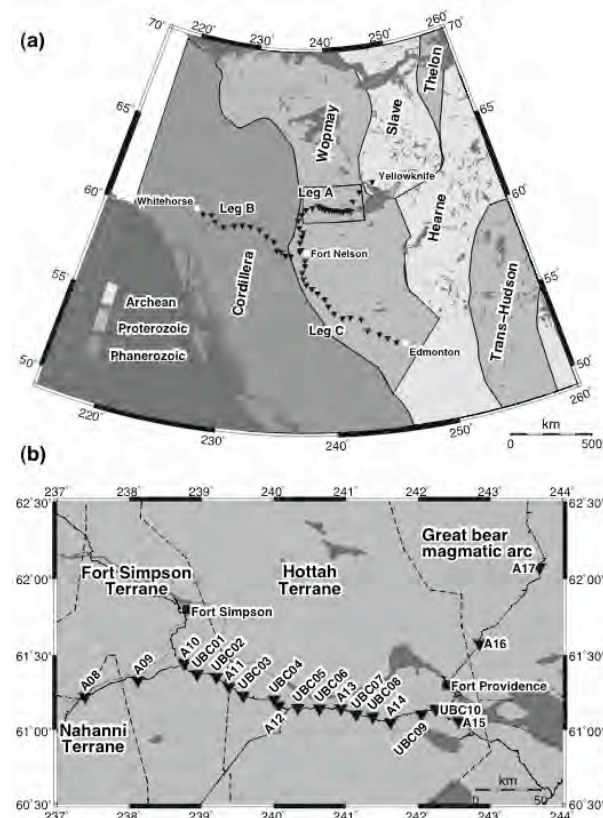 (a)
220°
230°
240°
250°
260°
70°
70°
65°
65°
60°
60°
55°
55°
50°
50°
220°
230°
240°
250°
260°
Thelon
Slave
Wopmay
Yellowknife
Leg A
Hearne
Whitehorse
Leg B
Fort Nelson
Cordillera
Trans-Hudson
Archean
Proterozoic
Phanerozoic
Leg C
Edmonton
km
0 500
(b)
237° 238° 239° 240° 241° 242° 243° 244°
62°30' 62°30'
62°00' 62°00'
61°30' 61°30'
61°00' 61°00'
60°30' 60°30'
Great bear
magmatic arc
Fort Simpson
Terrane
Hottah
Terrane
A17
Fort Simpson
A16
A08
A09
A10
UBC01
UBC02
A11
UBC03
UBC04
A12
UBC05
UBC06
A13
UBC07
UBC08
A14
UBC09
UBC10
A15
Fort Providence
Nahanni
Terrane
km
0 50
237° 238° 239° 240° 241° 242° 243° 244°